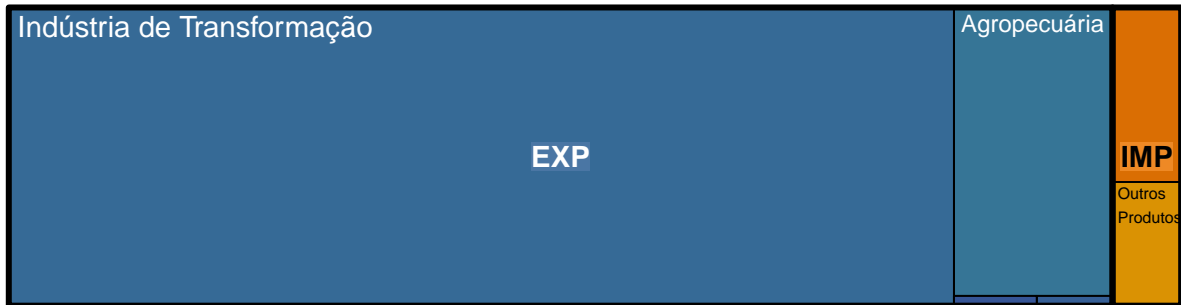 Indústria de Transformação
Agropecuária
EXP
IMP
Outros
Produtos